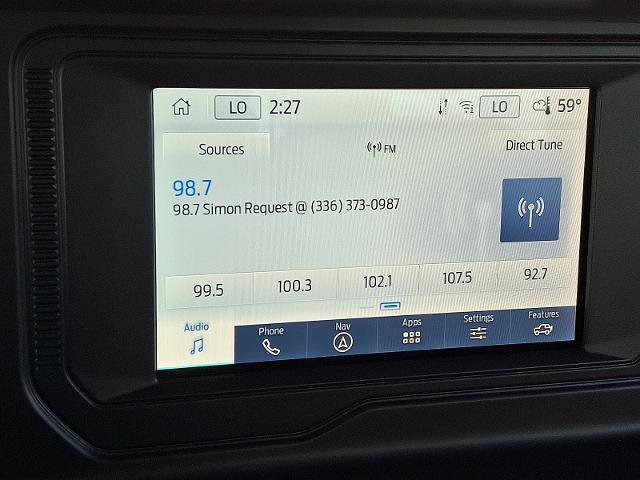 LO 2:27 LO 59°
Sources FM Direct Tune
98.7
98.7 Simon Request @ (336) 373-0987
99.5 100.3 102.1 107.5 92.7
Audio Phone Nav Apps Settings Features